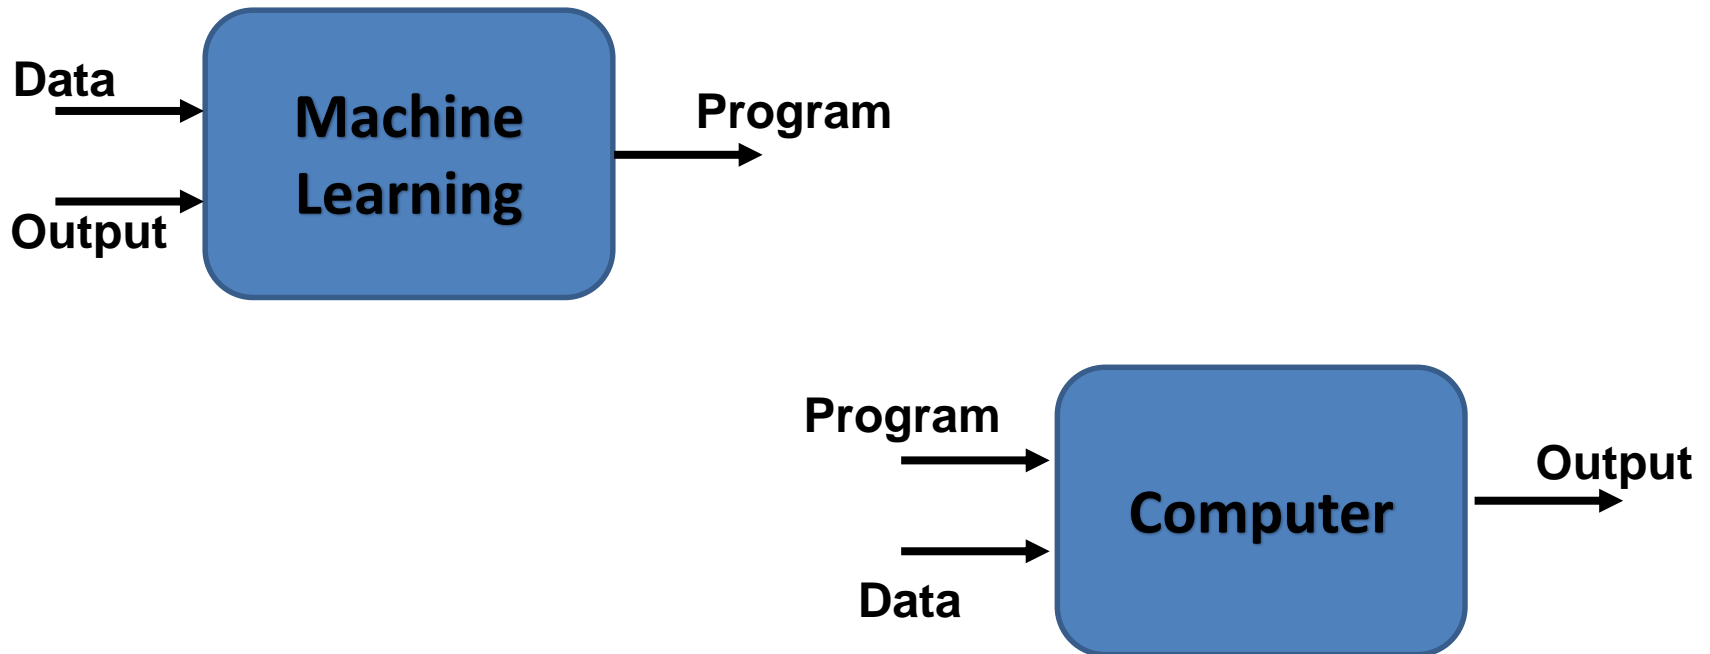 Data
Output
Machine
Learning
Program
Program
Data
Computer
Output